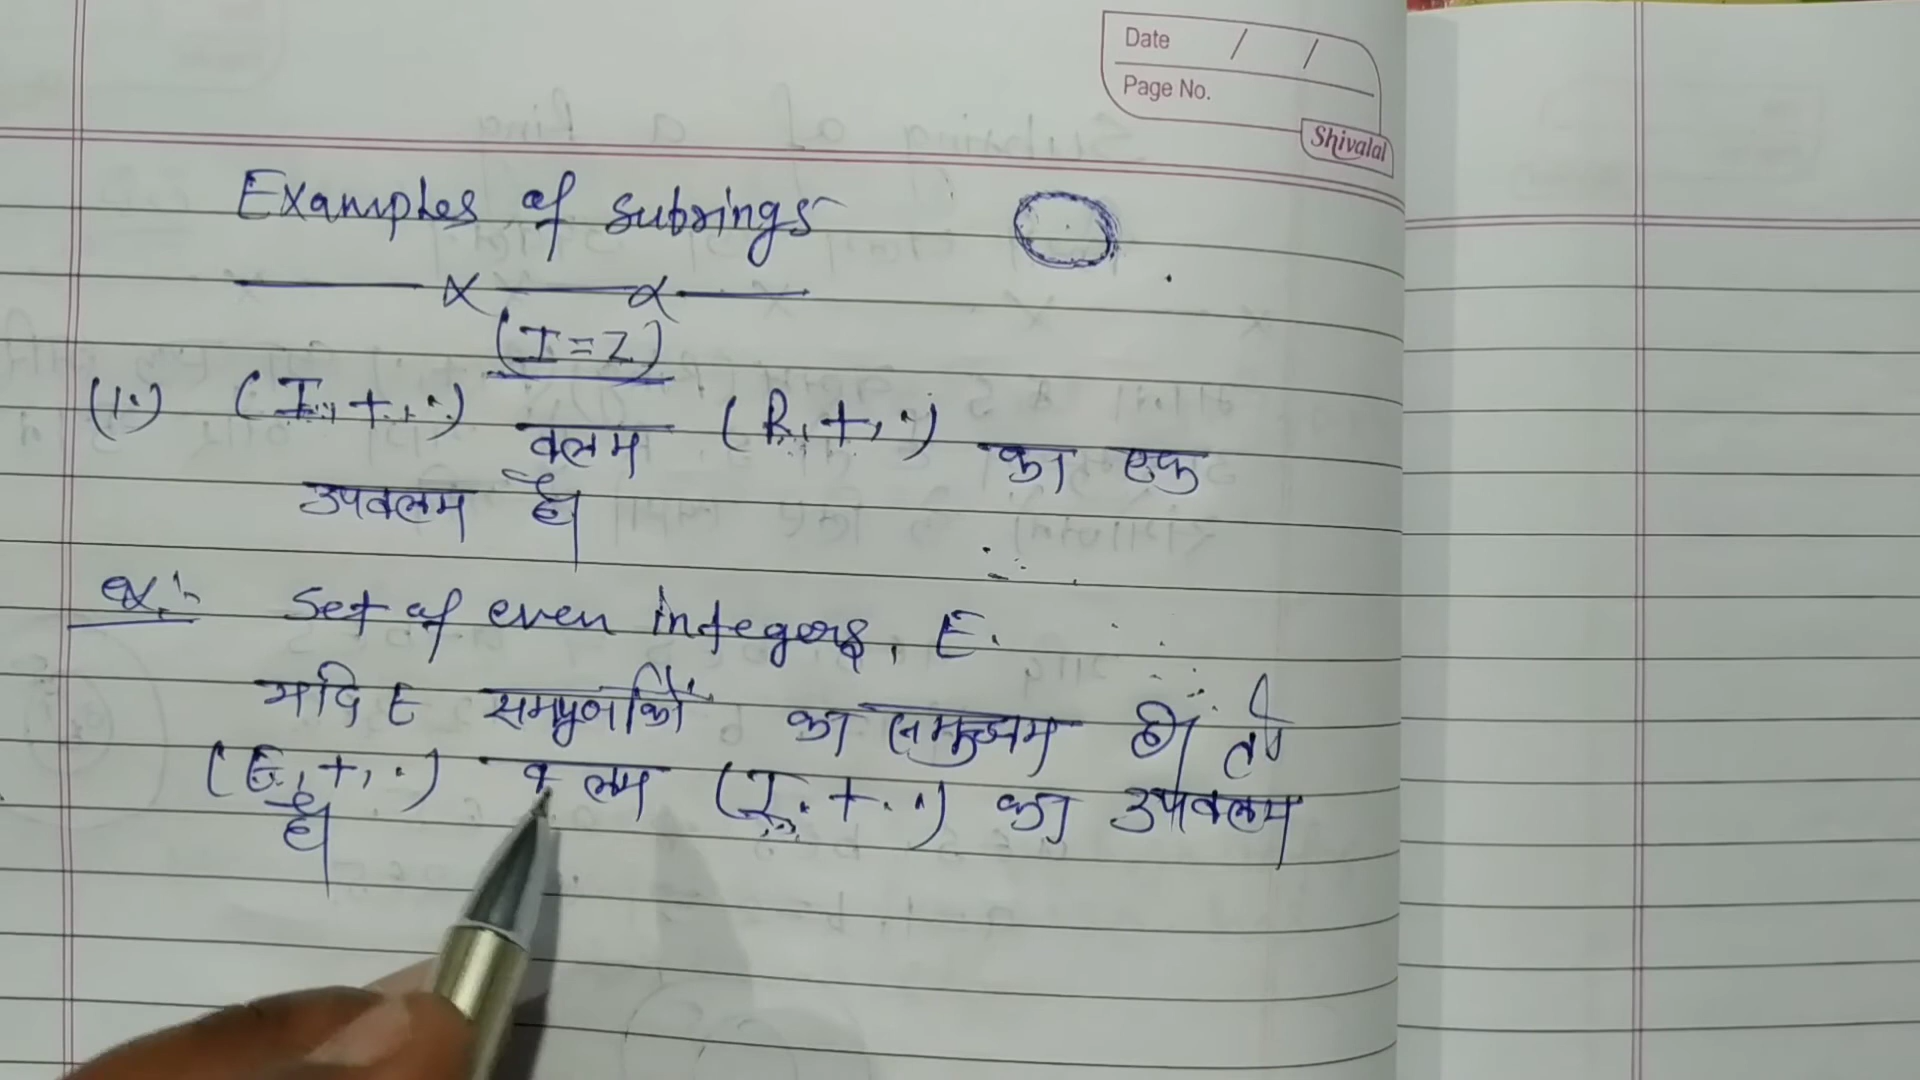 Date / /
Page No.
Shivalal
Examples of subrings
(I = Z)
(1.) (I, +, .) वलय (R, +, .) का एक
उपवलय है।
ex.:- Set of even integers, E.
यदि E समपूर्णांकों का समुच्चय हो। तो
(E, +, .) वलय (I, +, .) का उपवलय
है।